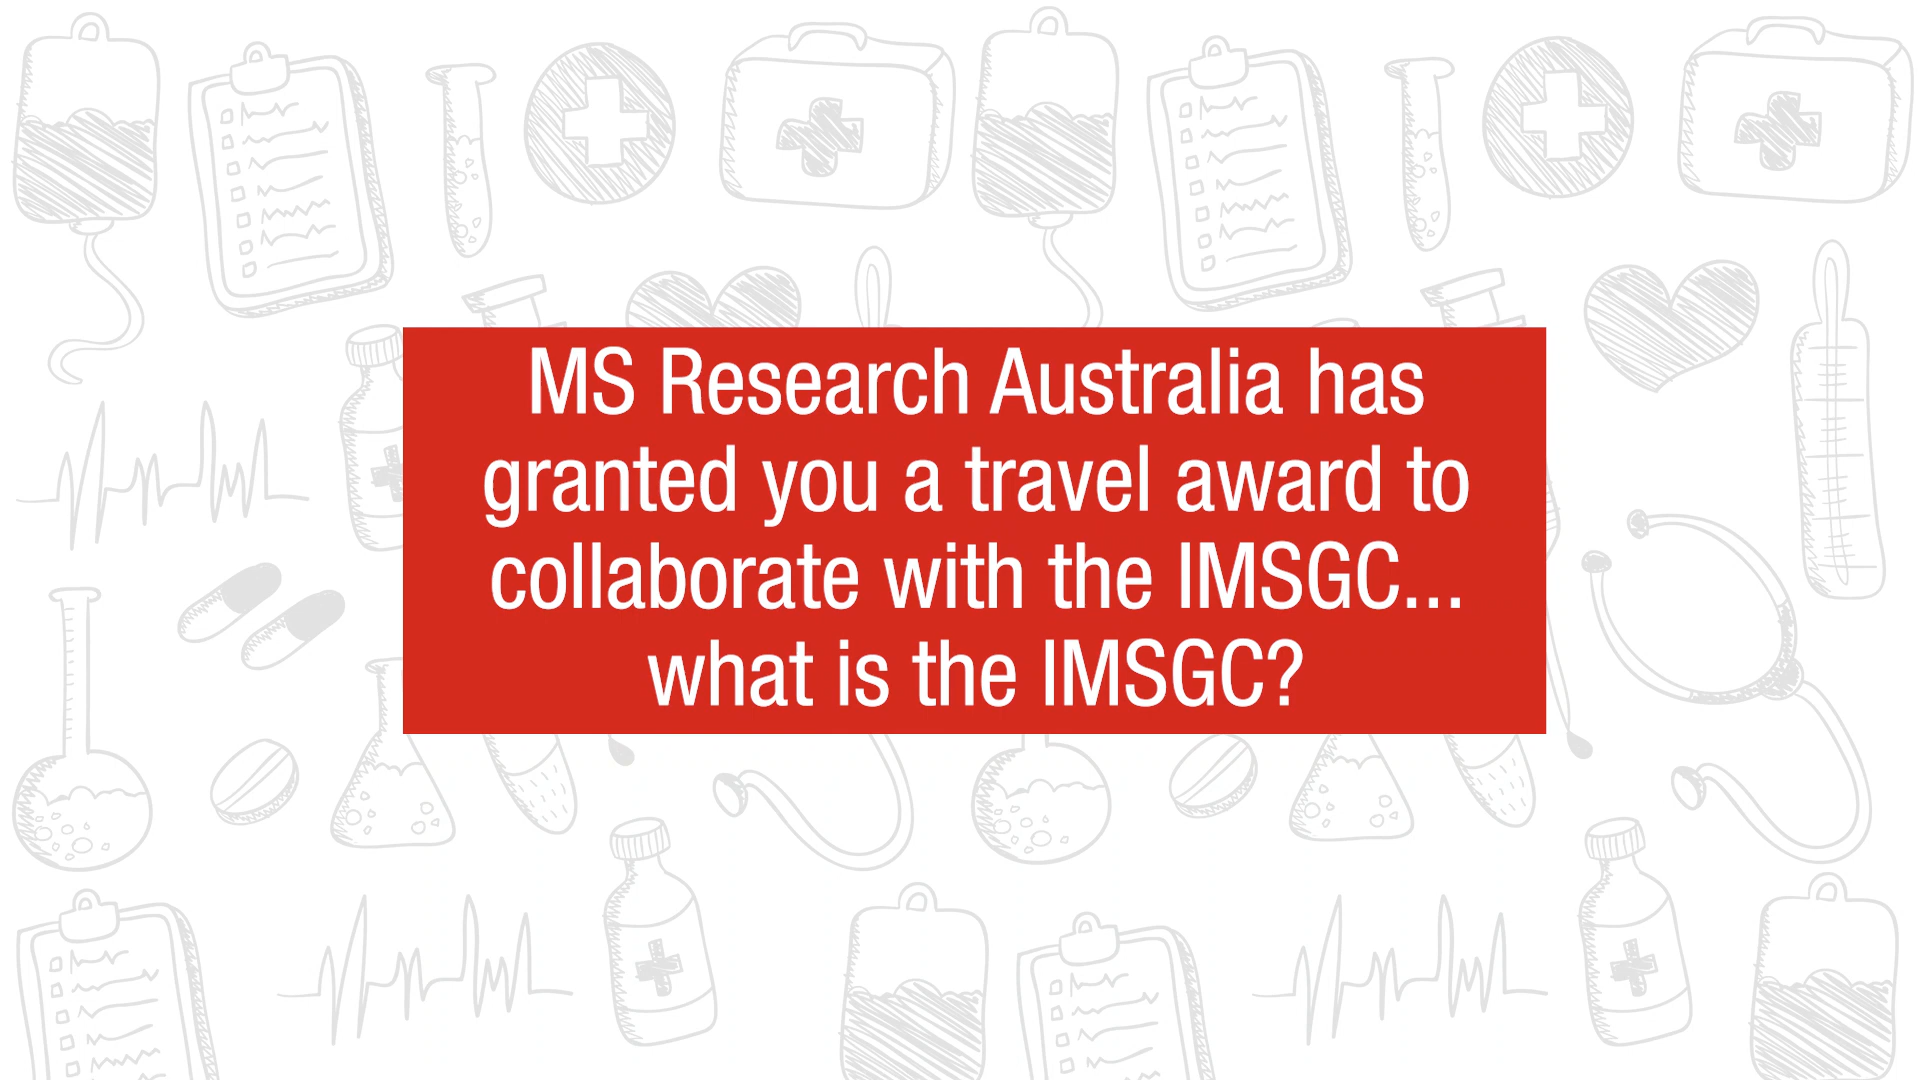 MS Research Australia has
granted you a travel award to
collaborate with the IMSGC...
what is the IMSGC?